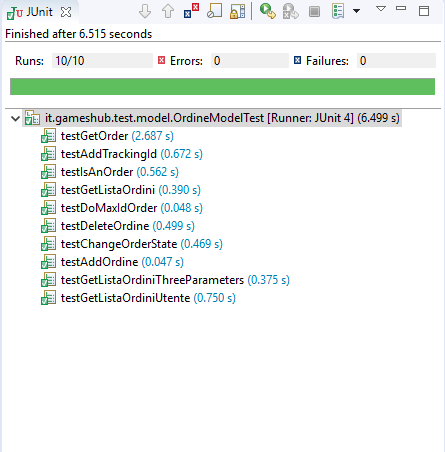 JUnit
Finished after 6.515 seconds
Runs: 10/10 Errors: 0 Failures: 0
it.gameshub.test.model.OrdineModelTest [Runner: JUnit 4] (6.499 s)
testGetOrder (2.687 s)
testAddTrackingId (0.672 s)
testIsAnOrder (0.562 s)
testGetListaOrdini (0.390 s)
testDoMaxIdOrder (0.048 s)
testDeleteOrdine (0.499 s)
testChangeOrderState (0.469 s)
testAddOrdine (0.047 s)
testGetListaOrdiniThreeParameters (0.375 s)
testGetListaOrdiniUtente (0.750 s)